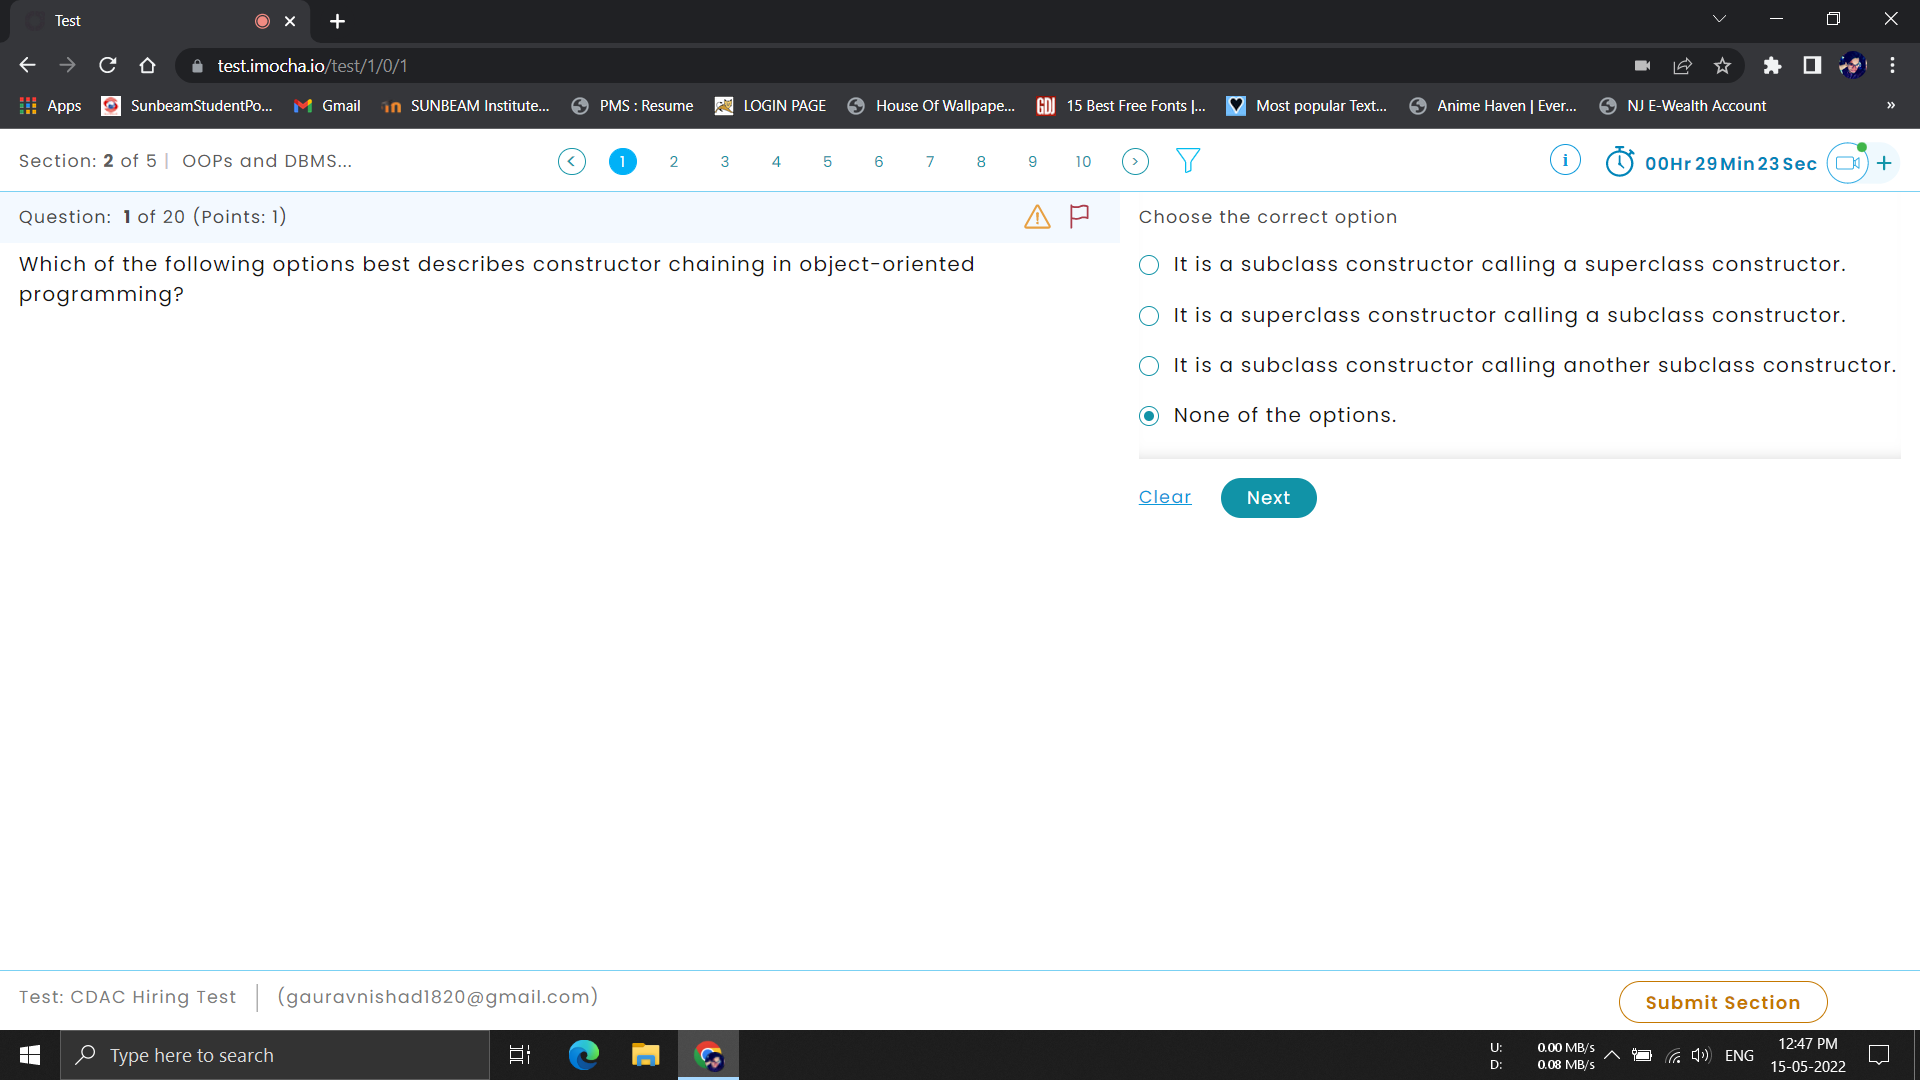 Test
test.imocha.io/test/1/0/1
Apps SunbeamStudentPo... Gmail SUNBEAM Institute... PMS : Resume LOGIN PAGE House Of Wallpape... GDJ 15 Best Free Fonts |... Most popular Text... Anime Haven | Ever... NJ E-Wealth Account »
Section: 2 of 5 | OOPs and DBMS... 1 2 3 4 5 6 7 8 9 10 i 00Hr 29Min 23Sec +
Question: 1 of 20 (Points: 1)
Which of the following options best describes constructor chaining in object-oriented
programming?
Choose the correct option
It is a subclass constructor calling a superclass constructor.
It is a superclass constructor calling a subclass constructor.
It is a subclass constructor calling another subclass constructor.
None of the options.
Clear Next
Test: CDAC Hiring Test | (gauravnishad1820@gmail.com)
Submit Section
Type here to search
U: 0.00 MB/s
D: 0.08 MB/s
ENG
12:47 PM
15-05-2022